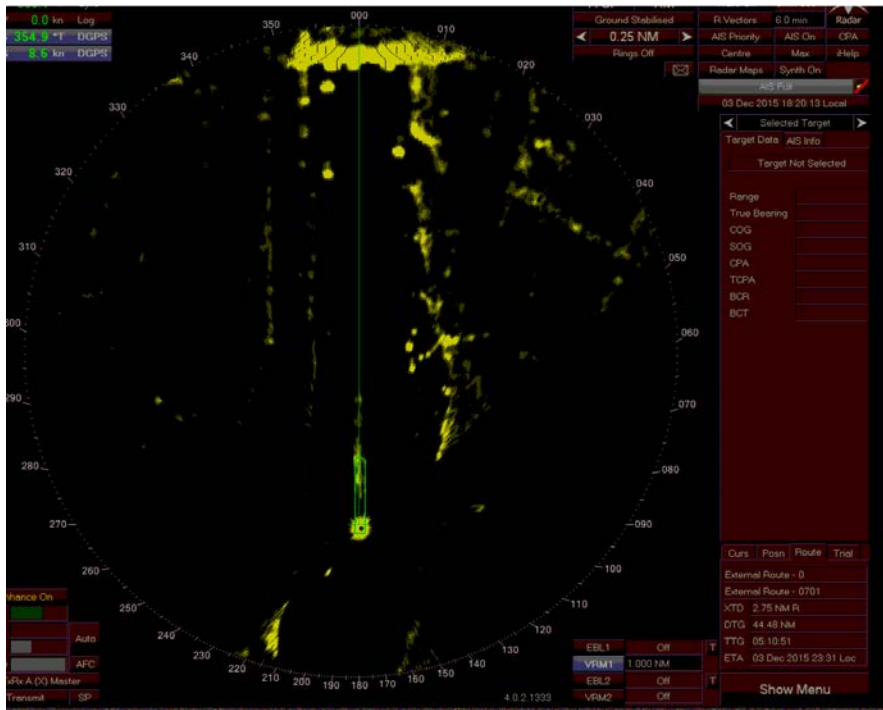 0.0 kn Log
354.9 °T DGPS
8.6 kn DGPS
Ground Stabilised
0.25 NM
Rings Off
R Vectors 6.0 min Radar
AIS Priority AIS On CPA
Centre Max iHelp
Radar Maps Synth On
AIS Full
03 Dec 2015 18:20:13 Local
Selected Target
Target Data AIS Info
Target Not Selected
Range
True Bearing
COG
SOG
CPA
TCPA
BCR
BCT
350
000
010
020
030
040
050
060
070
080
090
100
110
120
130
140
150
160
170
180
190
200
210
220
230
240
250
260
270
280
290
300
310
320
330
Curs Posn Route Trial
External Route - 0
External Route - 0701
XTD 2.75 NM R
DTG 44.48 NM
TTG 05:10:51
ETA 03 Dec 2015 23:31 Loc
Show Menu
EBL1 Off T
VRM1 1.000 NM
EBL2 Off T
VRM2 Off
4.0.2.1333
nhance On
Auto
AFC
xRx A (X) Master
Transmit SP